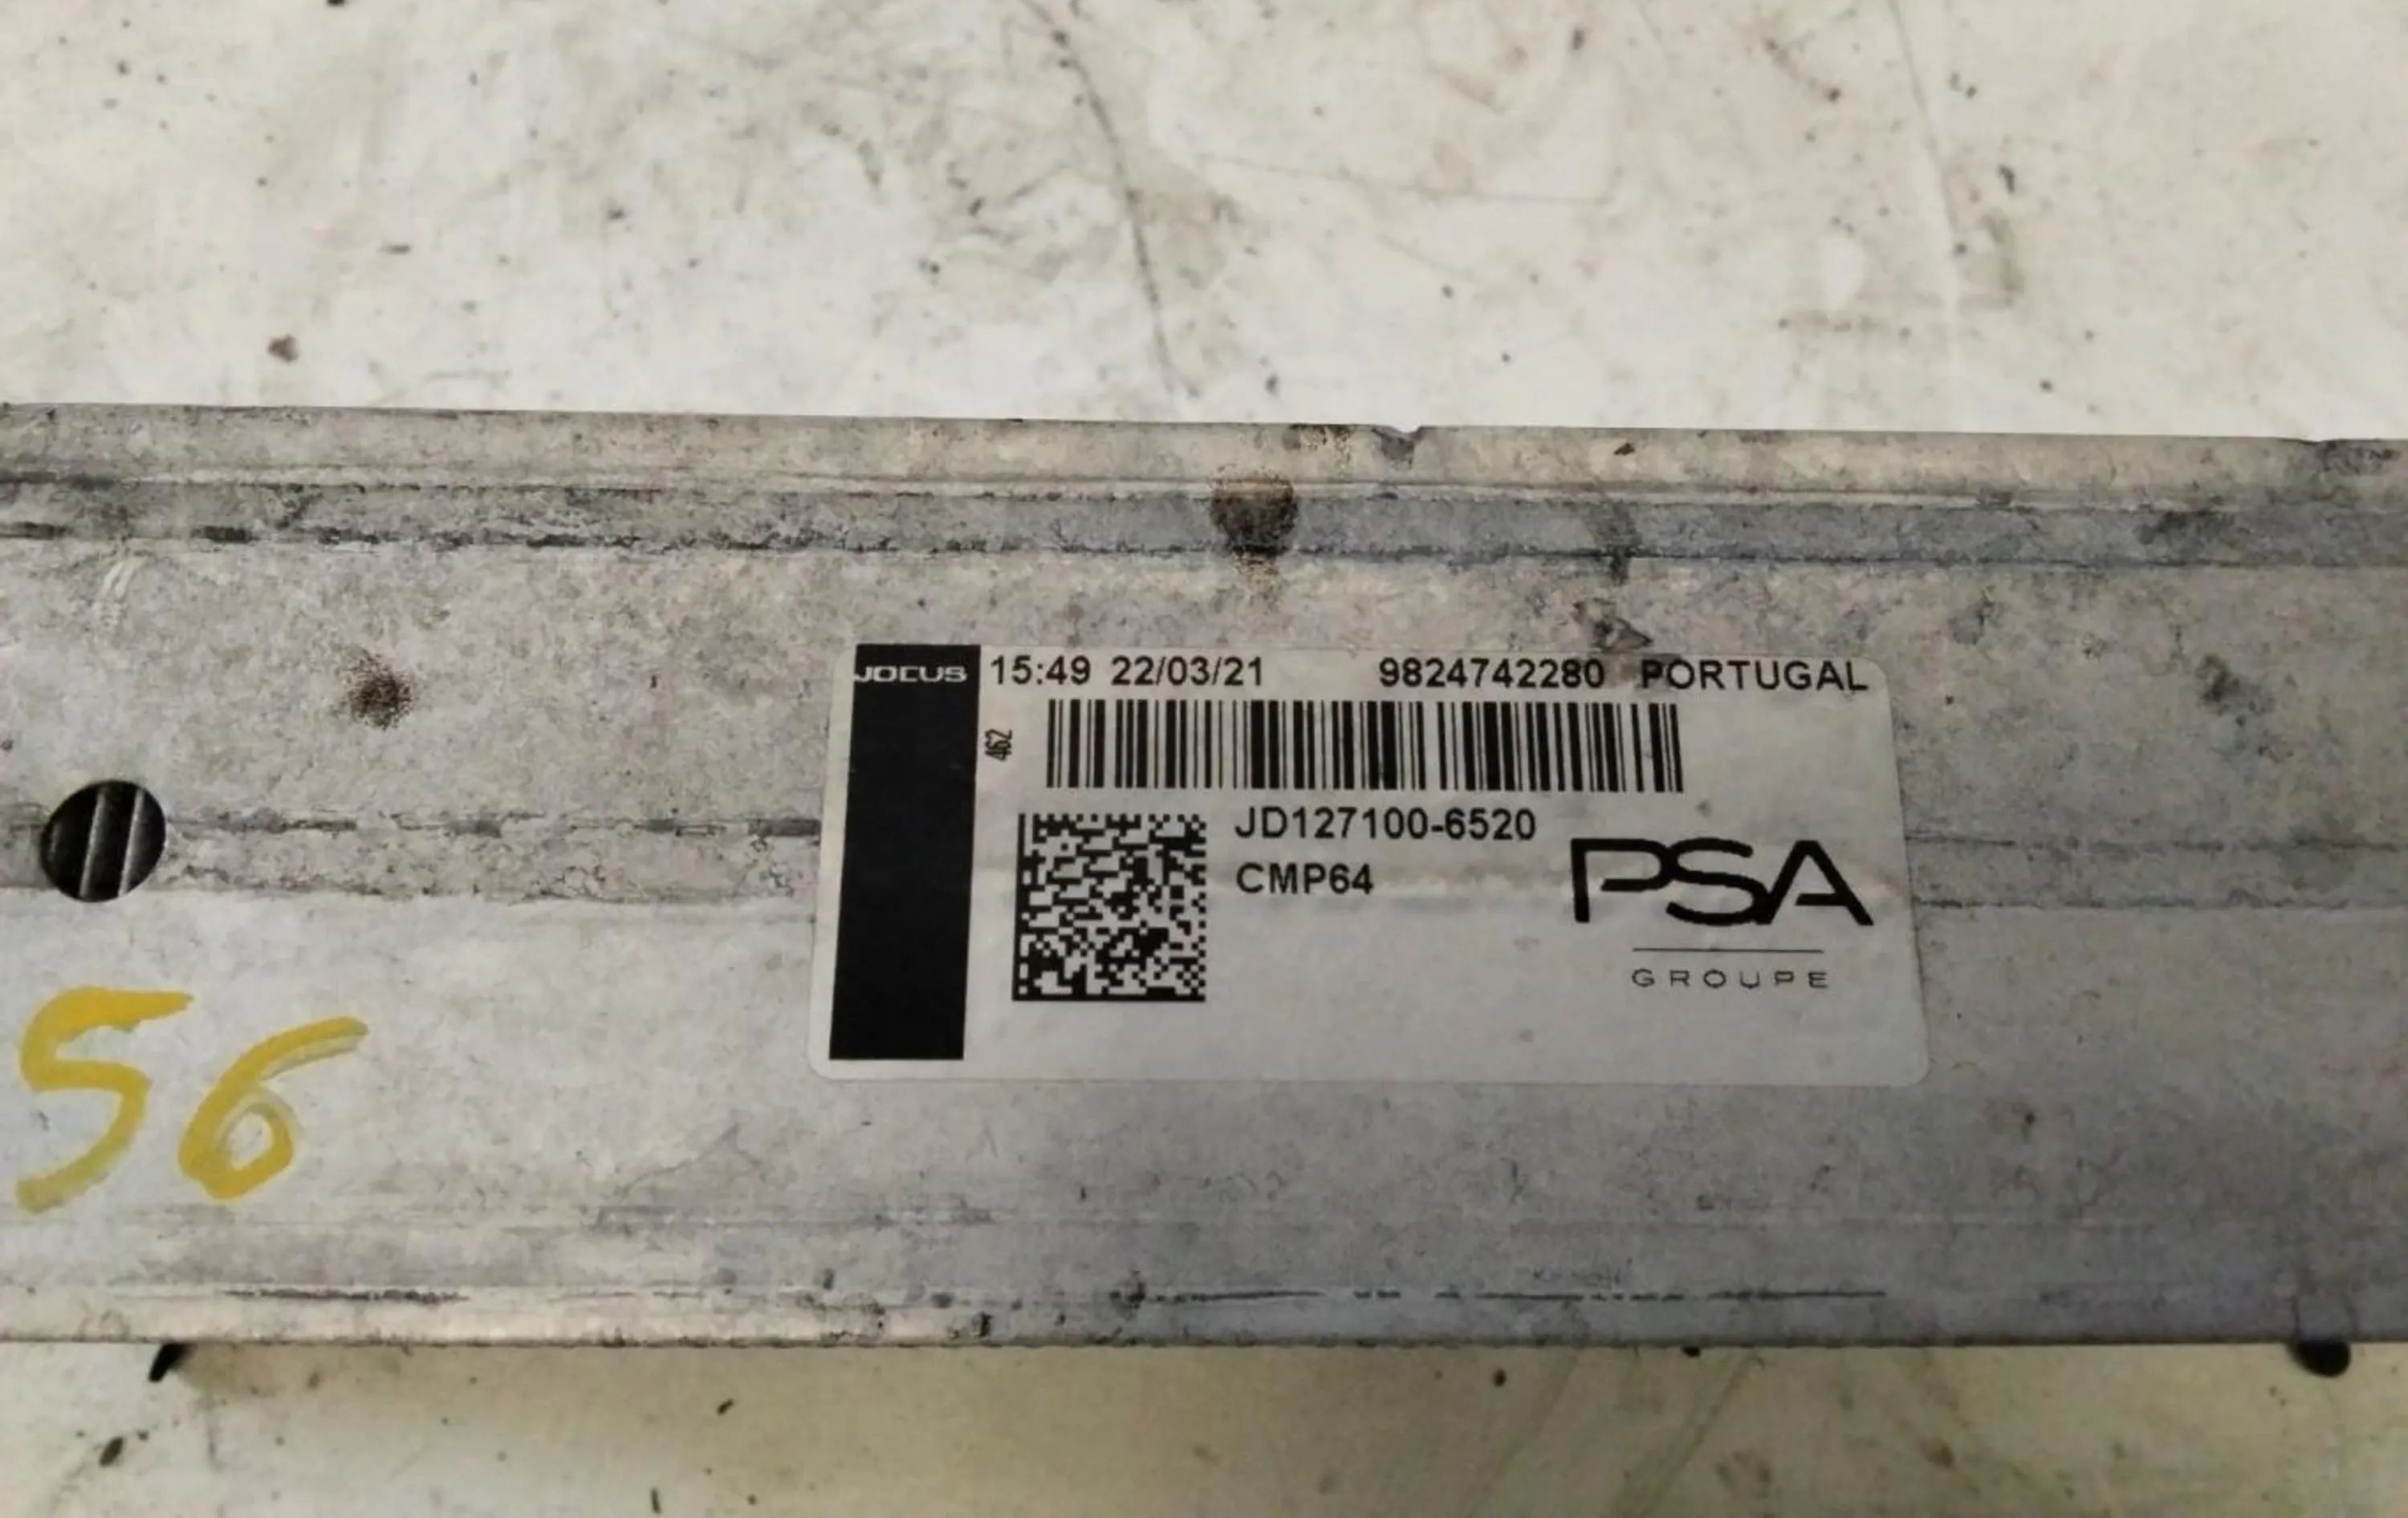 JOCUS 15:49 22/03/21 9824742280 PORTUGAL
462
JD127100-6520
CMP64
PSA
GROUPE
56